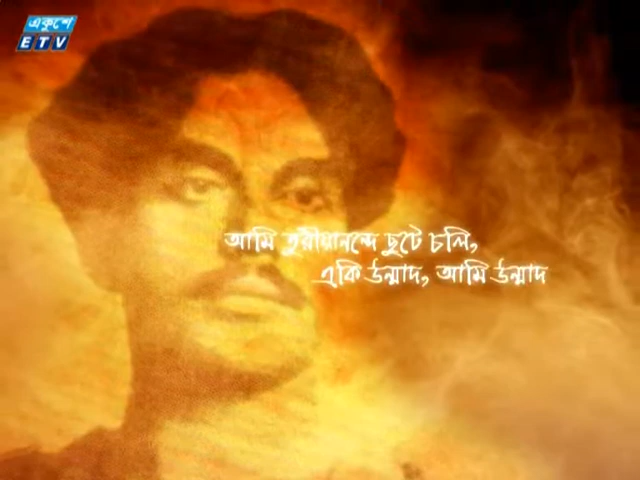 একুশে
ETV
আমি তুরীয়ানন্দে ছুটে চলি,
একি উন্মাদ, আমি উন্মাদ